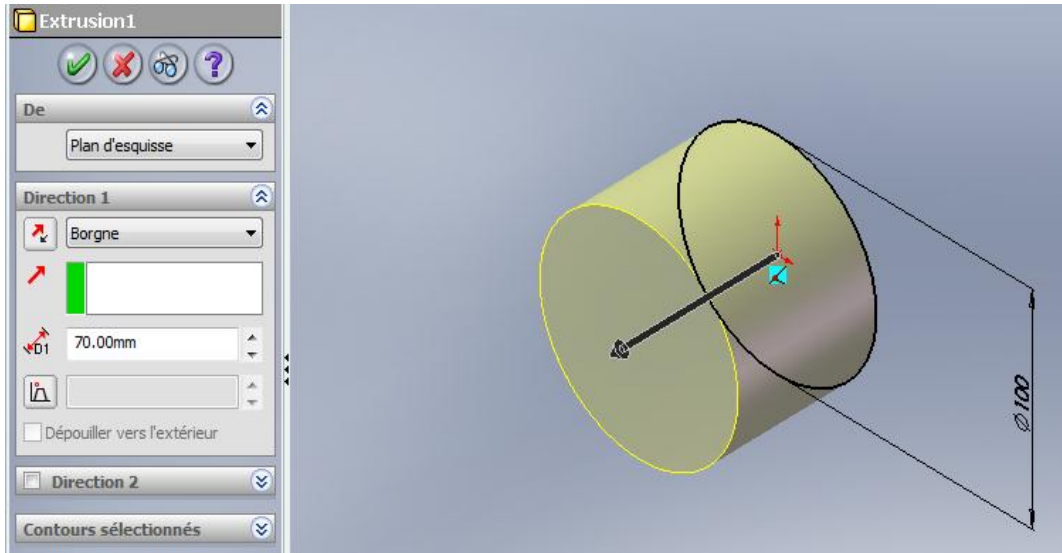 Extrusion1
?
De
Plan d'esquisse
Direction 1
Borgne
D1
70.00mm
Dépouiller vers l'extérieur
Direction 2
Contours sélectionnés
∅100